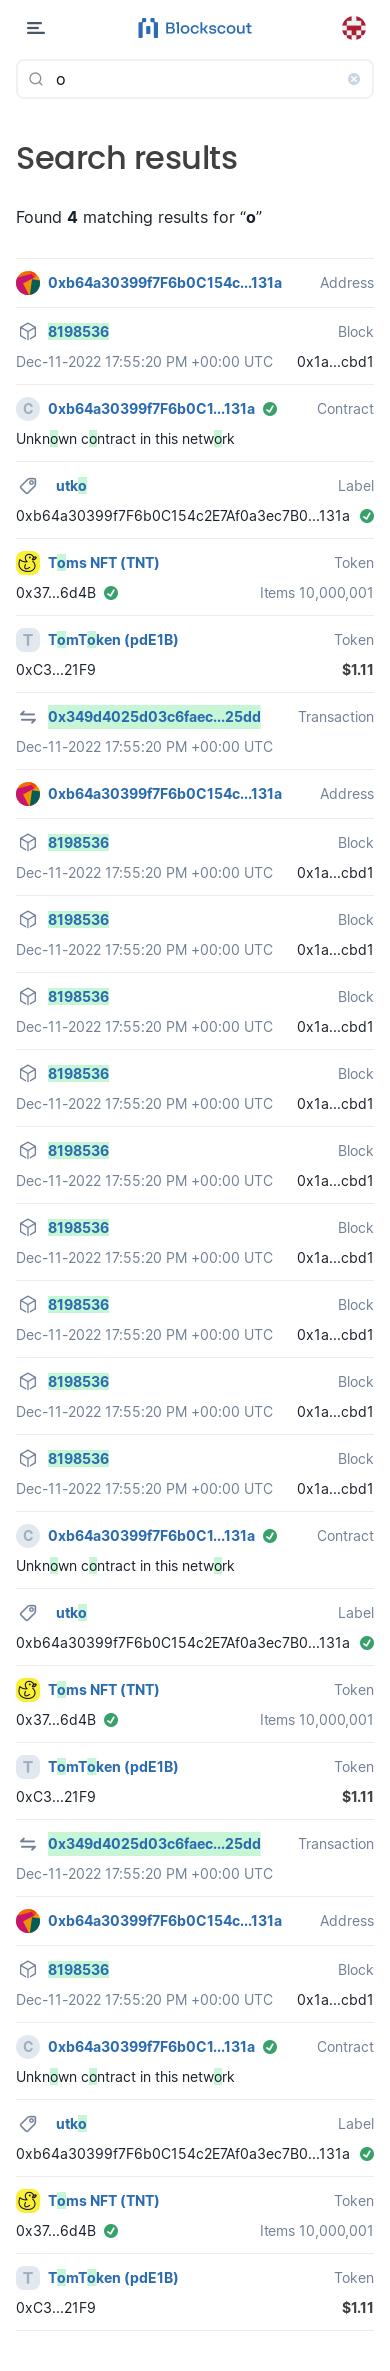 Blockscout
o
Search results
Found 4 matching results for “o”
0xb64a30399f7F6b0C154c...131a Address
8198536 Block
Dec-11-2022 17:55:20 PM +00:00 UTC 0x1a...cbd1
C 0xb64a30399f7F6b0C1...131a Contract
Unknown contract in this network
utko Label
0xb64a30399f7F6b0C154c2E7Af0a3ec7B0...131a
Toms NFT (TNT) Token
0x37...6d4B Items 10,000,001
T TomToken (pdE1B) Token
0xC3...21F9 $1.11
0x349d4025d03c6faec...25dd Transaction
Dec-11-2022 17:55:20 PM +00:00 UTC
0xb64a30399f7F6b0C154c...131a Address
8198536 Block
Dec-11-2022 17:55:20 PM +00:00 UTC 0x1a...cbd1
8198536 Block
Dec-11-2022 17:55:20 PM +00:00 UTC 0x1a...cbd1
8198536 Block
Dec-11-2022 17:55:20 PM +00:00 UTC 0x1a...cbd1
8198536 Block
Dec-11-2022 17:55:20 PM +00:00 UTC 0x1a...cbd1
8198536 Block
Dec-11-2022 17:55:20 PM +00:00 UTC 0x1a...cbd1
8198536 Block
Dec-11-2022 17:55:20 PM +00:00 UTC 0x1a...cbd1
8198536 Block
Dec-11-2022 17:55:20 PM +00:00 UTC 0x1a...cbd1
8198536 Block
Dec-11-2022 17:55:20 PM +00:00 UTC 0x1a...cbd1
8198536 Block
Dec-11-2022 17:55:20 PM +00:00 UTC 0x1a...cbd1
C 0xb64a30399f7F6b0C1...131a Contract
Unknown contract in this network
utko Label
0xb64a30399f7F6b0C154c2E7Af0a3ec7B0...131a
Toms NFT (TNT) Token
0x37...6d4B Items 10,000,001
T TomToken (pdE1B) Token
0xC3...21F9 $1.11
0x349d4025d03c6faec...25dd Transaction
Dec-11-2022 17:55:20 PM +00:00 UTC
0xb64a30399f7F6b0C154c...131a Address
8198536 Block
Dec-11-2022 17:55:20 PM +00:00 UTC 0x1a...cbd1
C 0xb64a30399f7F6b0C1...131a Contract
Unknown contract in this network
utko Label
0xb64a30399f7F6b0C154c2E7Af0a3ec7B0...131a
Toms NFT (TNT) Token
0x37...6d4B Items 10,000,001
T TomToken (pdE1B) Token
0xC3...21F9 $1.11